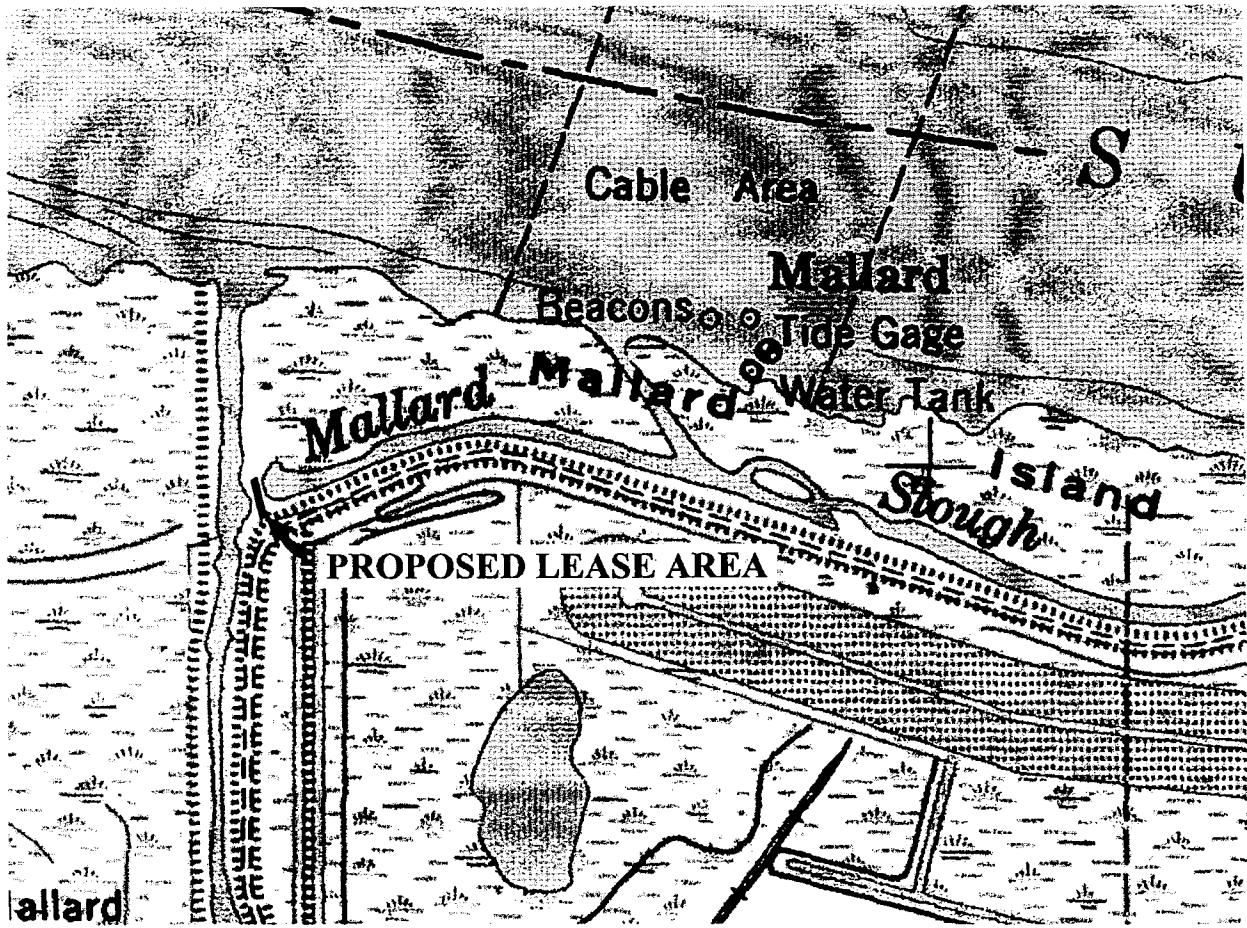 S
Cable Area
Mallard
Beacons
Tide Gage
Mallard
Water Tank
Mallard
Island
Slough
PROPOSED LEASE AREA
allard